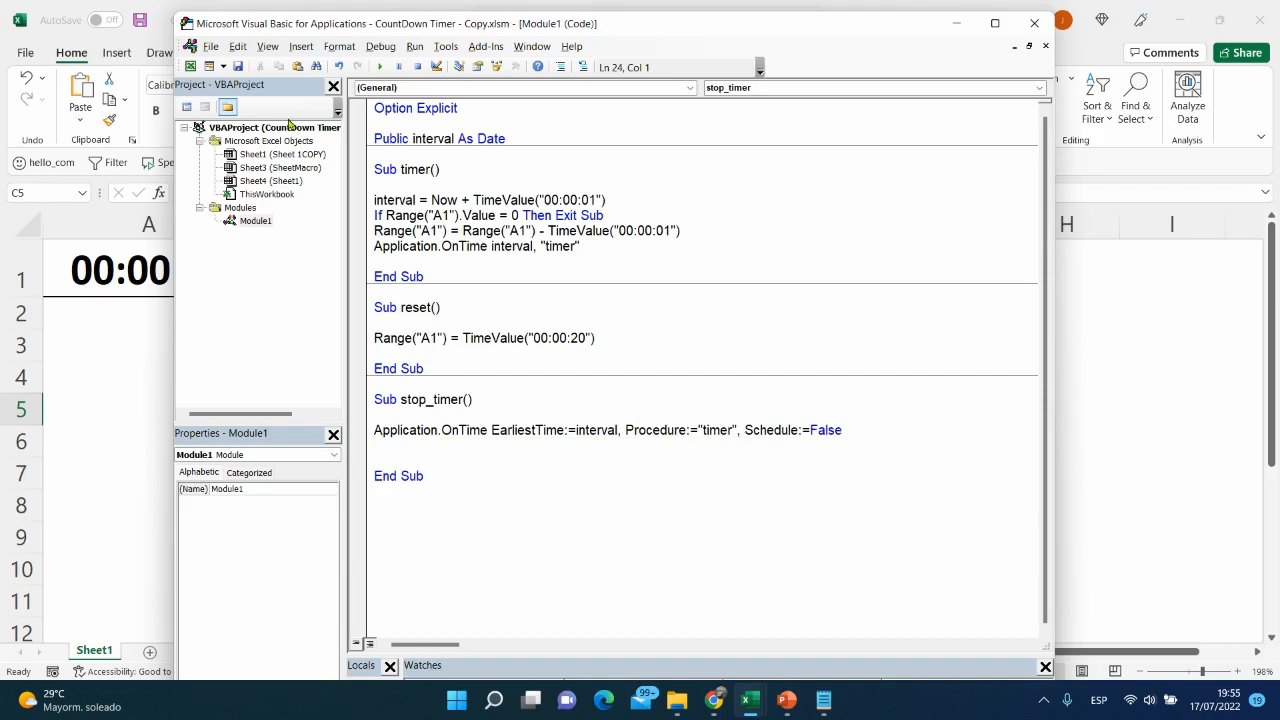 AutoSave Off
Microsoft Visual Basic for Applications - CountDown Timer - Copy.xlsm - [Module1 (Code)]
File Edit View Insert Format Debug Run Tools Add-Ins Window Help
File Home Insert Draw
Comments
Share
Ln 24, Col 1
Project - VBAProject
(General)
stop_timer
Paste
Calibri
B
Clipboard
Sort & Filter
Find & Select
Analyze Data
Editing
Analysis
hello_com
Filter
Spe
C5
fx
VBAProject (CountDown Timer
Microsoft Excel Objects
Sheet1 (Sheet 1COPY)
Sheet3 (SheetMacro)
Sheet4 (Sheet1)
ThisWorkbook
Modules
Module1
Option Explicit
Public interval As Date
Sub timer()
interval = Now + TimeValue("00:00:01")
If Range("A1").Value = 0 Then Exit Sub
Range("A1") = Range("A1") - TimeValue("00:00:01")
Application.OnTime interval, "timer"
End Sub
Sub reset()
Range("A1") = TimeValue("00:00:20")
End Sub
Sub stop_timer()
Application.OnTime EarliestTime:=interval, Procedure:="timer", Schedule:=False
End Sub
A
H
I
00:00
1
2
3
4
5
6
7
8
9
10
11
12
Properties - Module1
Module1 Module
Alphabetic Categorized
(Name) Module1
Locals
Watches
Sheet1
Ready
Accessibility: Good to
198%
29°C
Mayorm. soleado
99+
ESP
19:55
17/07/2022
19